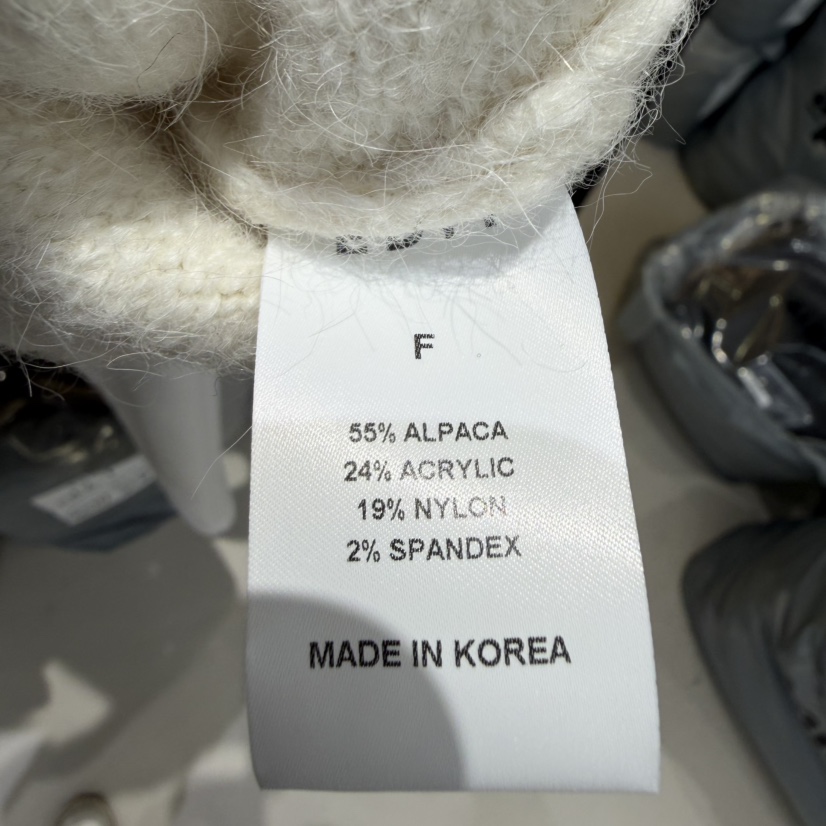 F
55% ALPACA
24% ACRYLIC
19% NYLON
2% SPANDEX
MADE IN KOREA